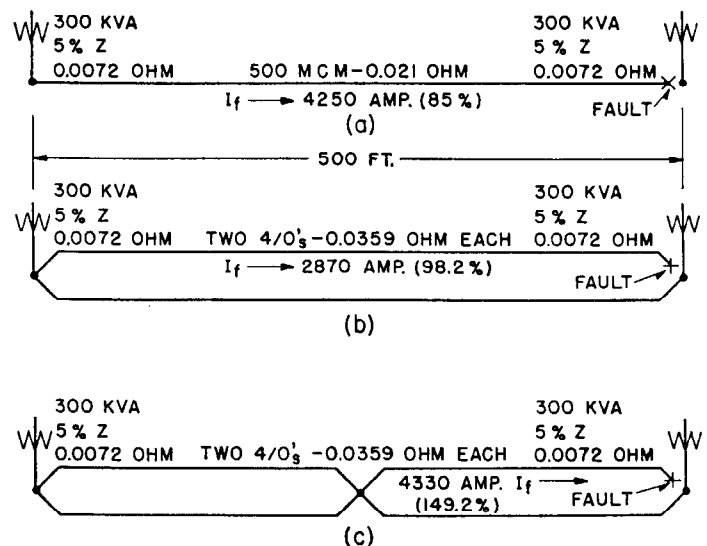 300 KVA 300 KVA
5% Z 5% Z
0.0072 OHM 500 MCM-0.021 OHM 0.0072 OHM
If → 4250 AMP. (85%) FAULT
(a)
500 FT.
300 KVA 300 KVA
5% Z 5% Z
0.0072 OHM TWO 4/0's-0.0359 OHM EACH 0.0072 OHM
If → 2870 AMP. (98.2%) FAULT
(b)
300 KVA 300 KVA
5% Z 5% Z
0.0072 OHM TWO 4/0's -0.0359 OHM EACH 0.0072 OHM
4330 AMP. If →
(149.2%) FAULT
(c)